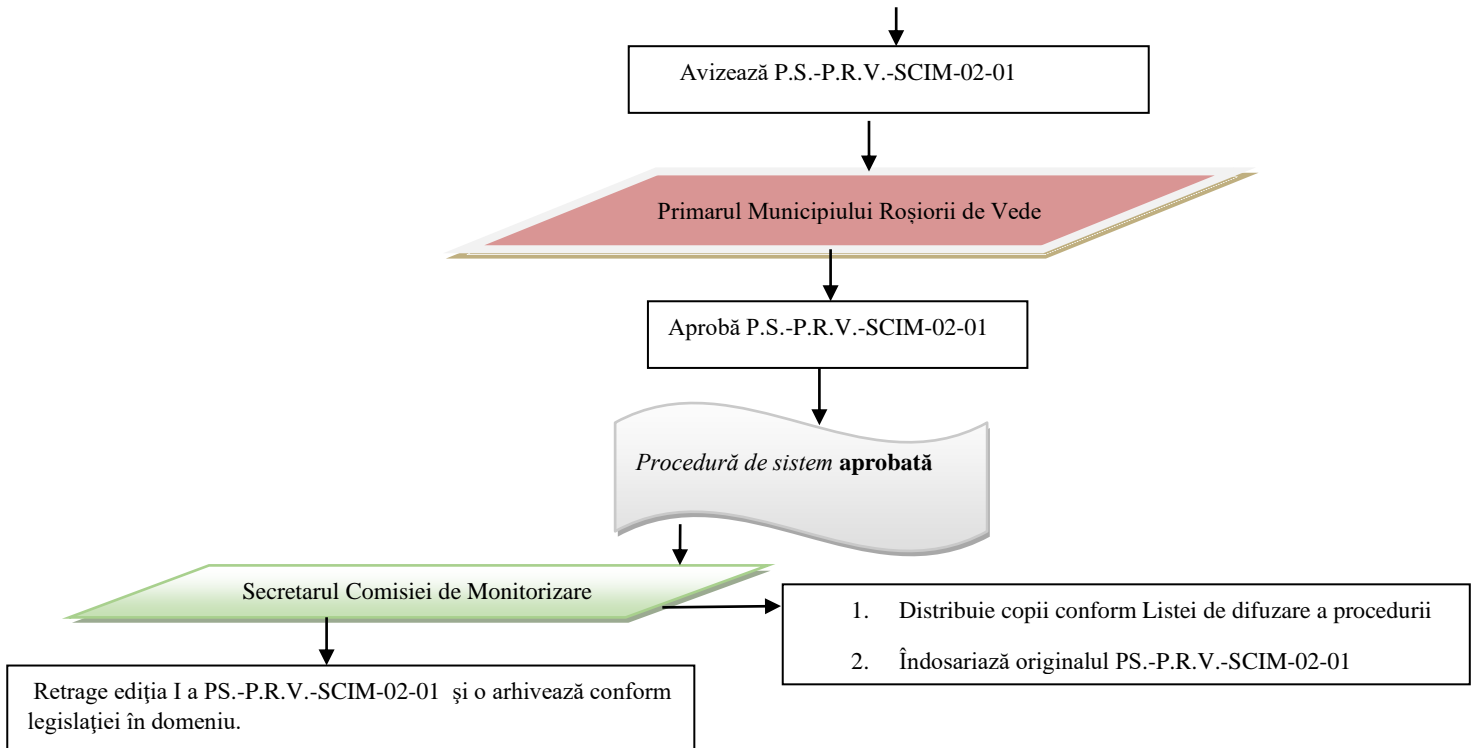 Avizează P.S.-P.R.V.-SCIM-02-01
Primarul Municipiului Roșiorii de Vede
Aprobă P.S.-P.R.V.-SCIM-02-01
Procedură de sistem aprobată
Secretarul Comisiei de Monitorizare
1. Distribuie copii conform Listei de difuzare a procedurii
2. Îndosariază originalul PS.-P.R.V.-SCIM-02-01
Retrage ediţia I a PS.-P.R.V.-SCIM-02-01 şi o arhivează conform
legislaţiei în domeniu.